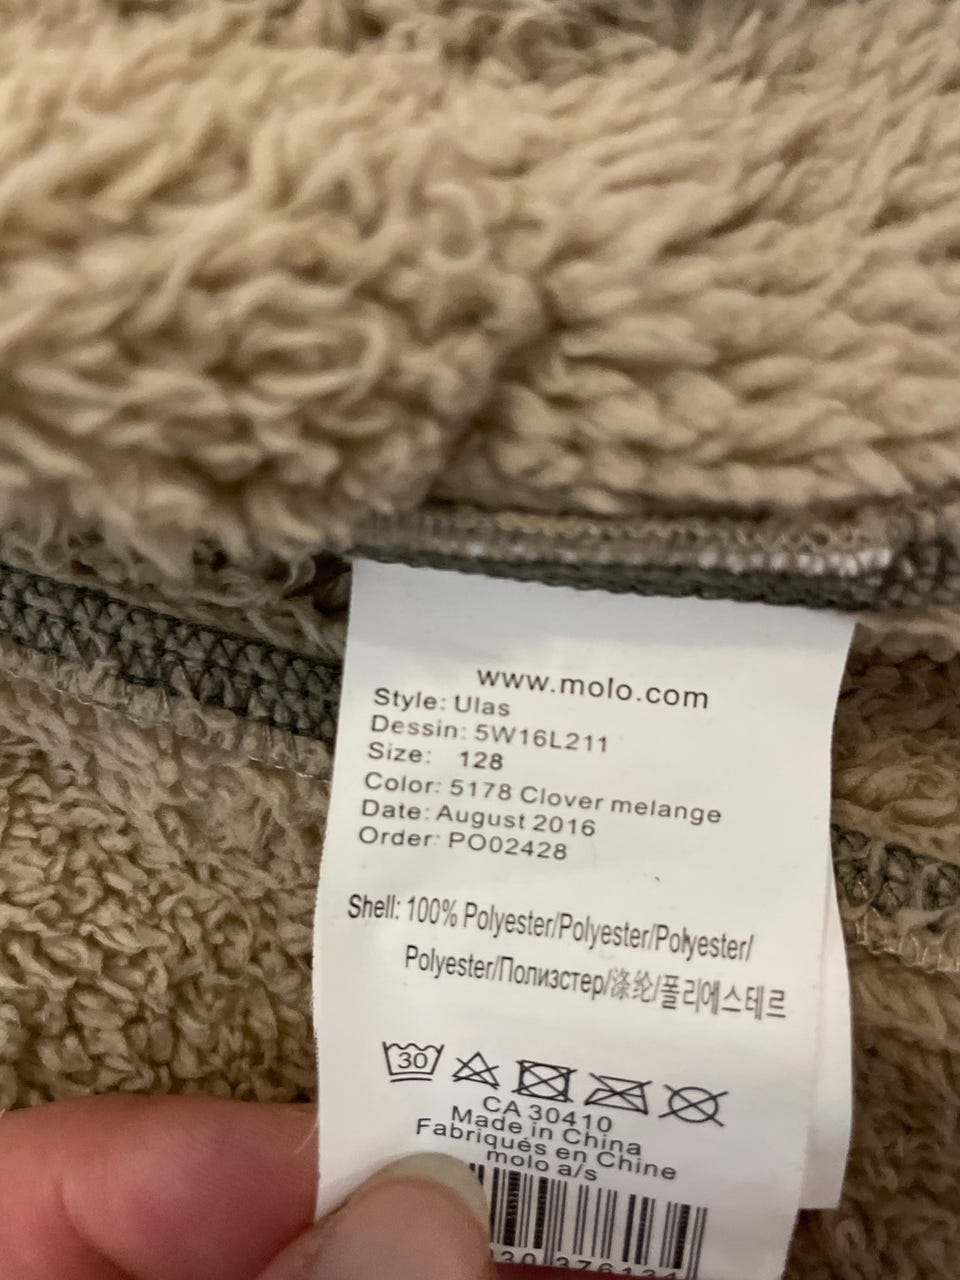 www.molo.com
Style: Ulas
Dessin: 5W16L211
Size: 128
Color: 5178 Clover melange
Date: August 2016
Order: PO02428
Shell: 100% Polyester/Polyester/Polyester/
Polyester/Полизстер/涤纶/폴리에스테르
30
CA 30410
Made in China
Fabriqués en Chine
molo a/s